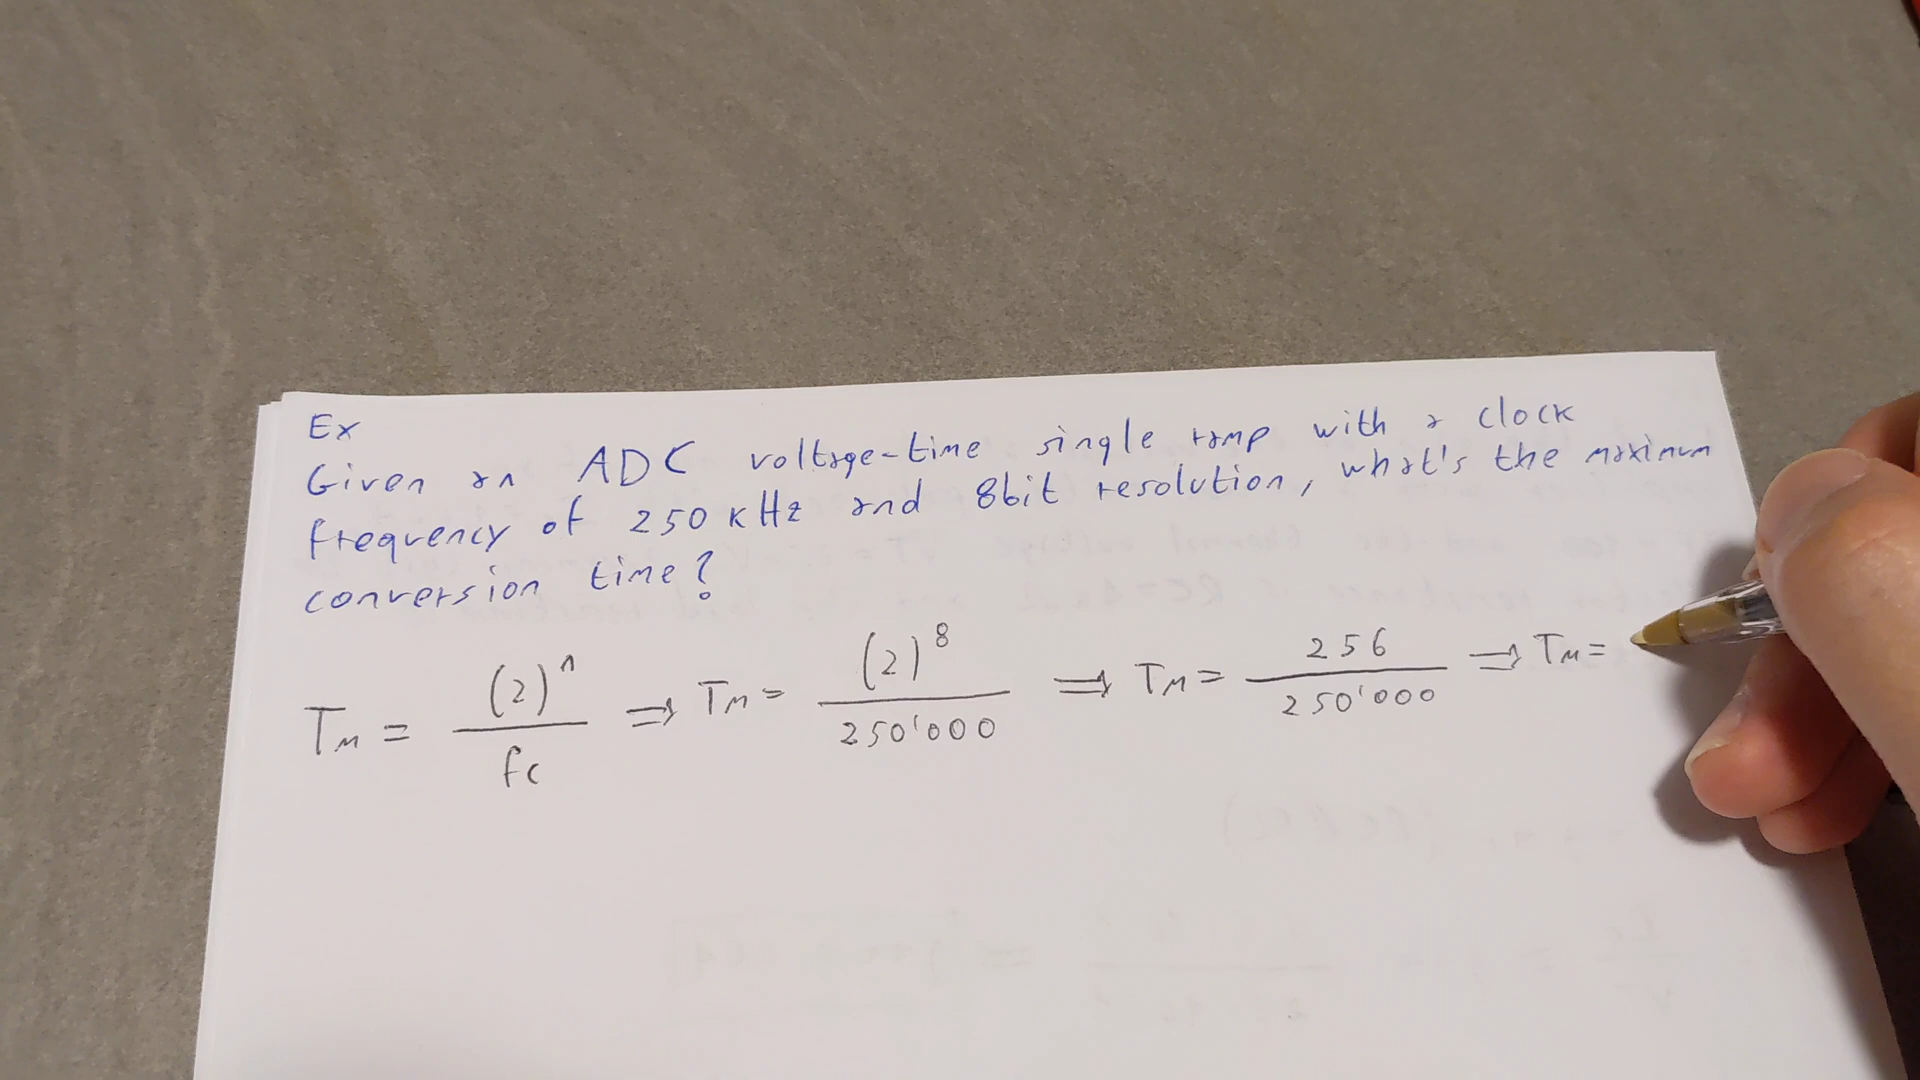 Ex
Given an ADC voltage-time single ramp with a clock
frequency of 250 kHz and 8bit resolution, what's the maximum
conversion time?
TM = (2)^n / fc ⇒ TM = (2)^8 / 250'000 ⇒ TM = 256 / 250'000 ⇒ TM =